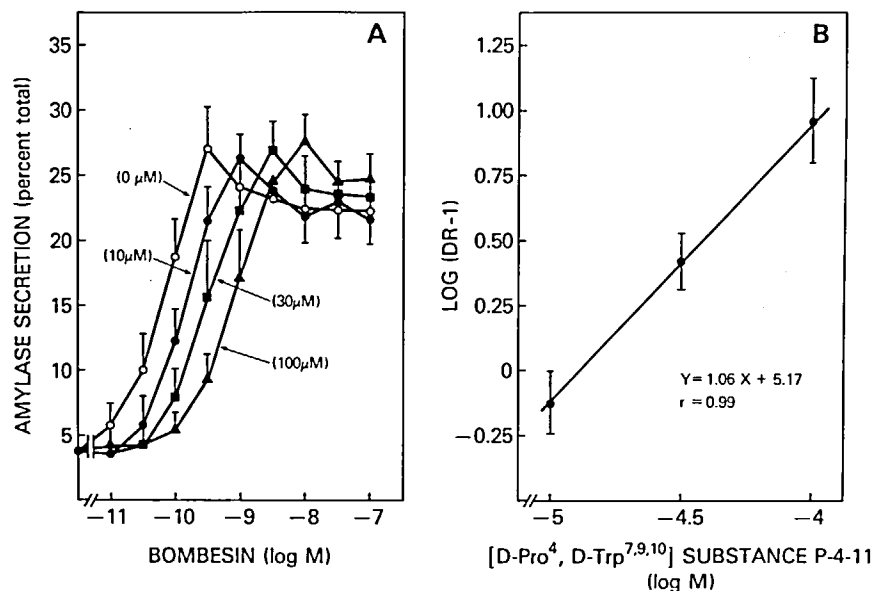 A
AMYLASE SECRETION (percent total)
35
30
25
20
15
10
5
(0 µM)
(10µM)
(30µM)
(100µM)
−11
−10
−9
−8
−7
BOMBESIN (log M)
B
LOG (DR-1)
1.25
1.00
0.75
0.50
0.25
0
−0.25
Y= 1.06 X + 5.17
r = 0.99
−5
−4.5
−4
[D-Pro⁴, D-Trp⁷,⁹,¹⁰] SUBSTANCE P-4-11
(log M)